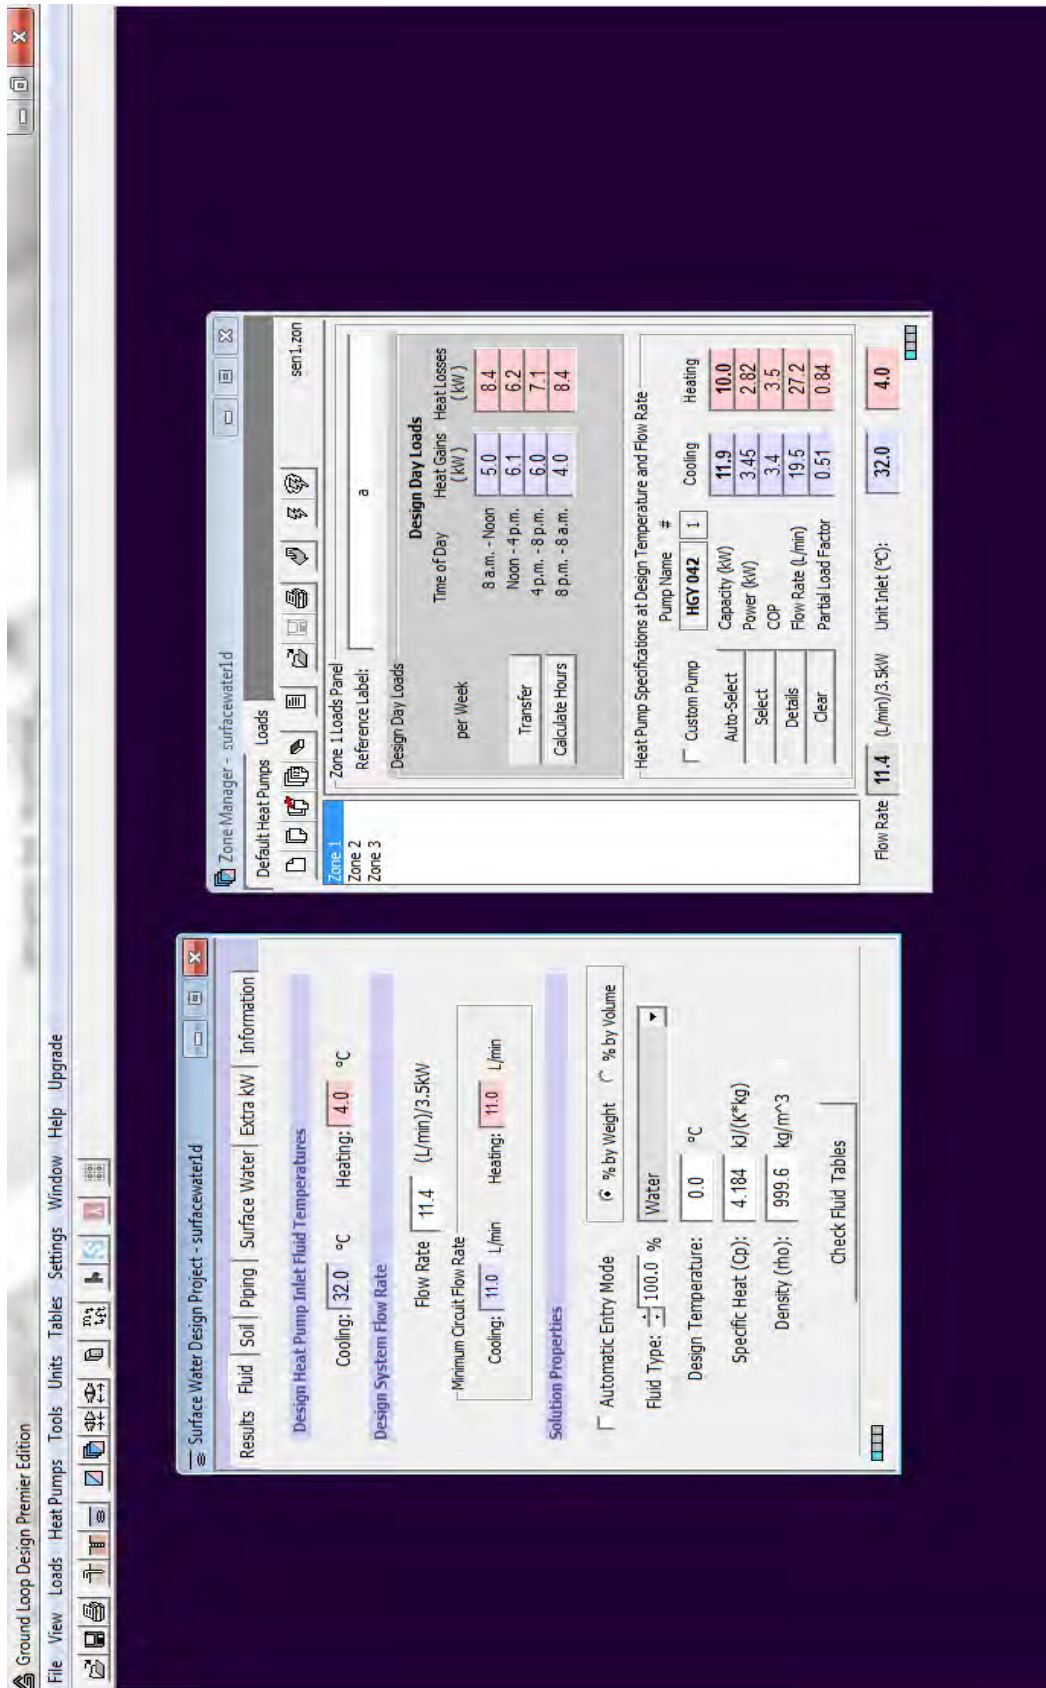 Ground Loop Design Premier Edition
File View Loads Heat Pumps Tools Units Tables Settings Window Help Upgrade
Surface Water Design Project - surfacewater1d
Results Fluid Soil Piping Surface Water Extra kW Information
Design Heat Pump Inlet Fluid Temperatures
Cooling: 32.0 °C Heating: 4.0 °C
Design System Flow Rate
Flow Rate 11.4 (L/min)/3.5kW
Minimum Circuit Flow Rate
Cooling: 11.0 L/min Heating: 11.0 L/min
Solution Properties
Automatic Entry Mode % by Weight % by Volume
Fluid Type: 100.0 % Water
Design Temperature: 0.0 °C
Specific Heat (Cp): 4.184 kJ/(K*kg)
Density (rho): 999.6 kg/m^3
Check Fluid Tables
Zone Manager - surfacewater1d
Default Heat Pumps Loads
sen1.zon
Zone 1
Zone 2
Zone 3
Zone 1 Loads Panel
Reference Label: a
Design Day Loads
Design Day Loads
Time of Day Heat Gains (kW) Heat Losses (kW)
per Week
8 a.m. - Noon 5.0 8.4
Noon - 4 p.m. 6.1 6.2
Transfer 4 p.m. - 8 p.m. 6.0 7.1
Calculate Hours 8 p.m. - 8 a.m. 4.0 8.4
Heat Pump Specifications at Design Temperature and Flow Rate
Pump Name # Cooling Heating
Custom Pump HGY 042 1
Auto-Select
Select
Details
Clear
Capacity (kW) 11.9 10.0
Power (kW) 3.45 2.82
COP 3.4 3.5
Flow Rate (L/min) 19.5 27.2
Partial Load Factor 0.51 0.84
Flow Rate 11.4 (L/min)/3.5kW Unit Inlet (°C): 32.0 4.0